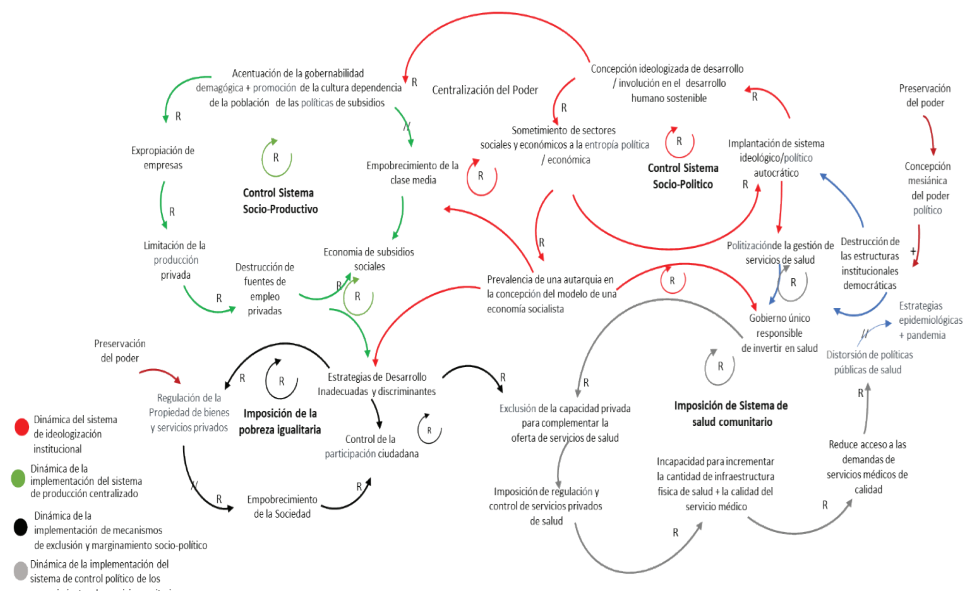 Acentuación de la gobernabilidad
demagógica + promoción de la cultura dependencia
de la población de las políticas de subsidios
R
Centralización del Poder
Concepción ideologizada de desarrollo
/ involución en el desarrollo
humano sostenible
R
R
Preservación
del poder
R
//
Sometimiento de sectores
sociales y económicos a la entropía política
/ económica
R
Control Sistema
Socio-Politico
Implantación de sistema
ideológico/político
autocrático
R
Concepción
mesiánica
del poder
político
+
Expropiación de
empresas
R
R
Control Sistema
Socio-Productivo
Empobrecimiento de la
clase media
R
Limitación de la
producción
privada
R
Destrucción de
fuentes de
empleo
privadas
Economia de subsidios
sociales
R
R
R
Prevalencia de una autarquia en
la concepción del modelo de una
economía socialista
R
Politización de la gestión de
servicios de salud
R
Destrucción de
las estructuras
institucionales
democráticas
Gobierno único
responsible
de invertir en salud
Estrategias
epidemiológicas
+ pandemia
//
Distorsión de políticas
públicas de salud
R
Preservación
del poder
Regulación de la
Propiedad de bienes
y servicios privados
R
R
Imposición de la
pobreza igualitaria
Estrategias de Desarrollo
Inadecuadas y discriminantes
R
Control de la
participación ciudadana
R
//
R
Empobrecimiento
de la Sociedad
R
Exclusión de la capacidad privada
para complementar la
oferta de servicios de salud
R
R
Imposición de Sistema de
salud comunitario
Imposición de regulación y
control de servicios privados
de salud
R
Incapacidad para incrementar
la cantidad de infraestructura
fisica de salud + la calidad del
servicio médico
R
Reduce acceso a las
demandas de
servicios médicos de
calidad
Dinámica del sistema
de ideologización
institucional
Dinámica de la
implementación del sistema
de producción centralizado
Dinámica de la
implementación de mecanismos
de exclusión y marginamiento socio-político
Dinámica de la implementación del
sistema de control político de los